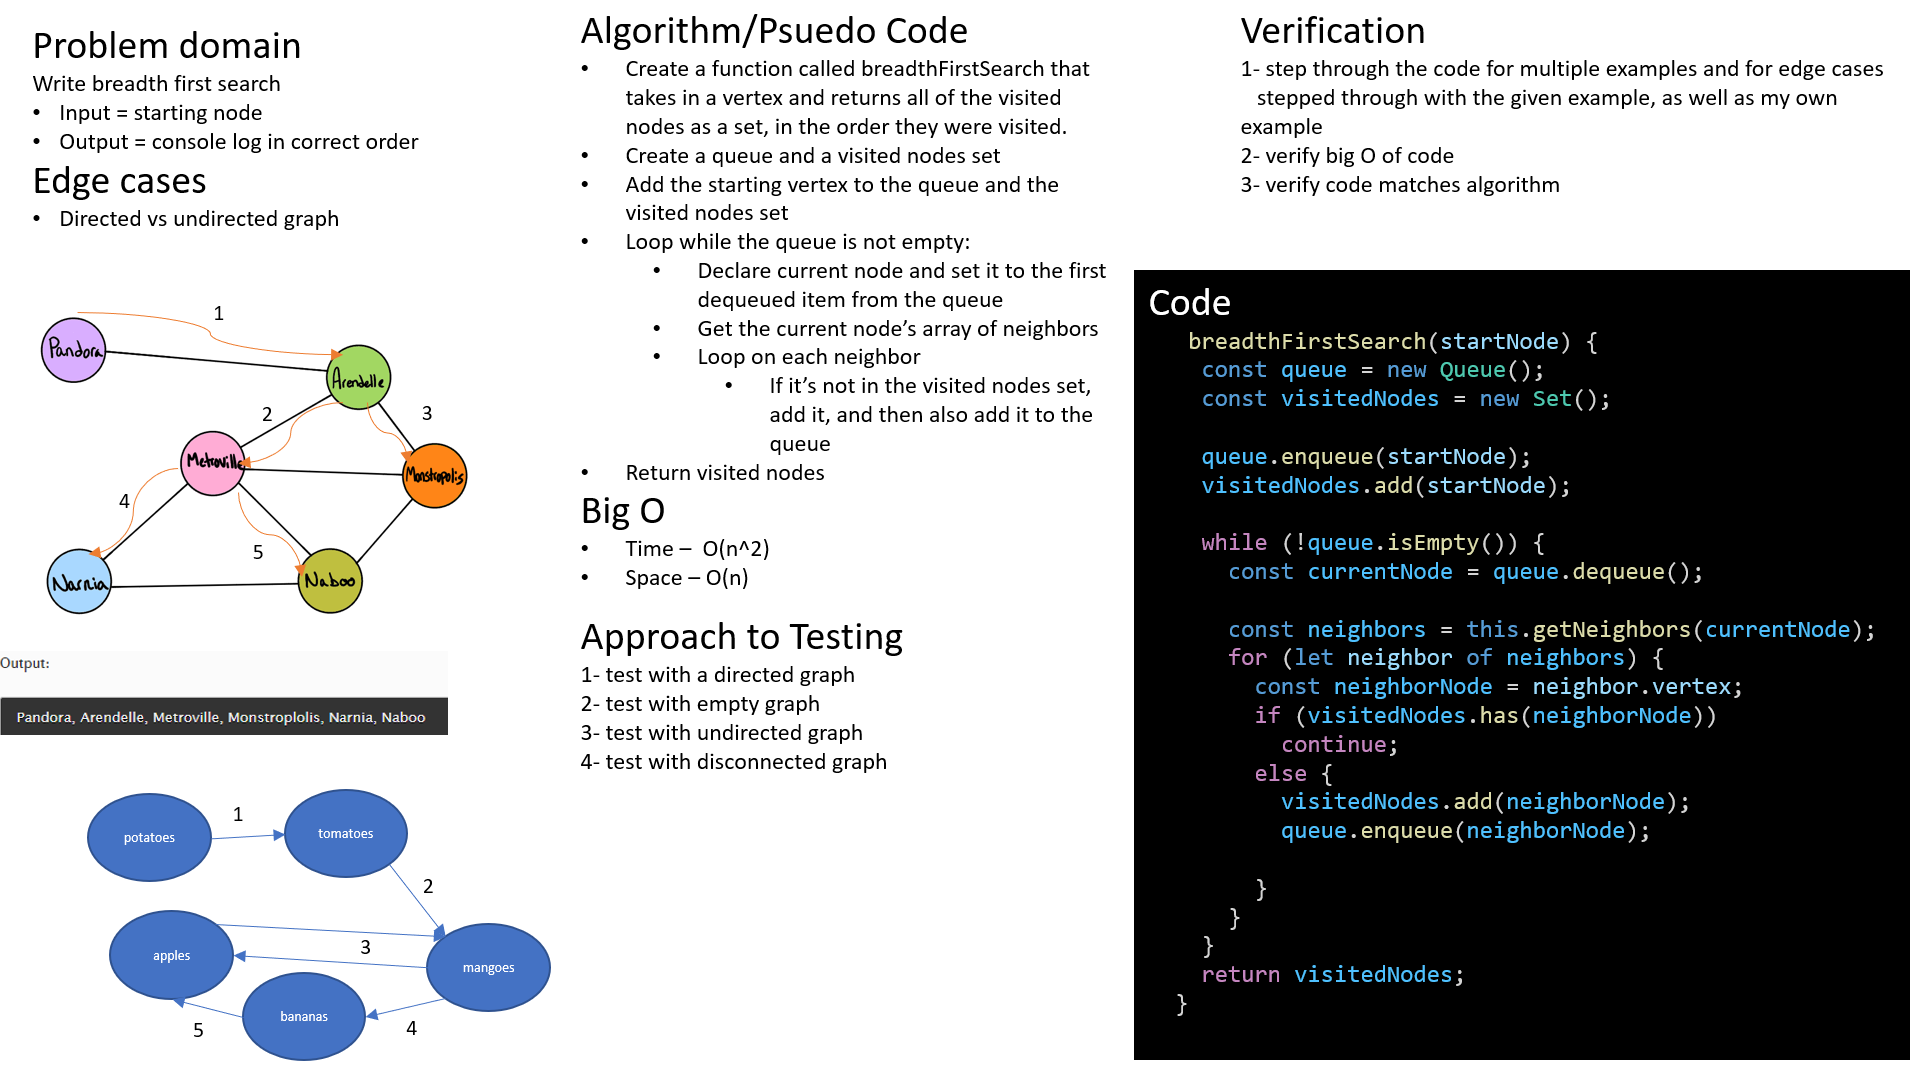 Problem domain
Write breadth first search
• Input = starting node
• Output = console log in correct order
Edge cases
• Directed vs undirected graph
1
Pandora
Arendelle
2
3
Metroville
Monstropolis
4
5
Narnia
Naboo
Output:
Pandora, Arendelle, Metroville, Monstroplolis, Narnia, Naboo
potatoes
1
tomatoes
2
apples
3
mangoes
bananas
5
4
Algorithm/Psuedo Code
• Create a function called breadthFirstSearch that
takes in a vertex and returns all of the visited
nodes as a set, in the order they were visited.
• Create a queue and a visited nodes set
• Add the starting vertex to the queue and the
visited nodes set
• Loop while the queue is not empty:
• Declare current node and set it to the first
dequeued item from the queue
• Get the current node’s array of neighbors
• Loop on each neighbor
• If it’s not in the visited nodes set,
add it, and then also add it to the
queue
• Return visited nodes
Big O
• Time – O(n^2)
• Space – O(n)
Approach to Testing
1- test with a directed graph
2- test with empty graph
3- test with undirected graph
4- test with disconnected graph
Verification
1- step through the code for multiple examples and for edge cases
stepped through with the given example, as well as my own
example
2- verify big O of code
3- verify code matches algorithm
Code
breadthFirstSearch(startNode) {
const queue = new Queue();
const visitedNodes = new Set();
queue.enqueue(startNode);
visitedNodes.add(startNode);
while (!queue.isEmpty()) {
const currentNode = queue.dequeue();
const neighbors = this.getNeighbors(currentNode);
for (let neighbor of neighbors) {
const neighborNode = neighbor.vertex;
if (visitedNodes.has(neighborNode))
continue;
else {
visitedNodes.add(neighborNode);
queue.enqueue(neighborNode);
}
}
}
return visitedNodes;
}